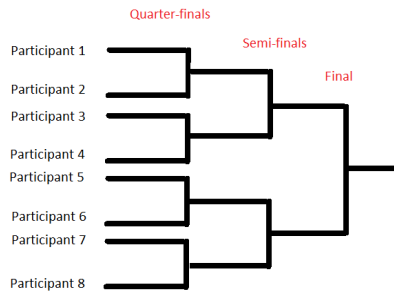 Quarter-finals
Semi-finals
Final
Participant 1
Participant 2
Participant 3
Participant 4
Participant 5
Participant 6
Participant 7
Participant 8